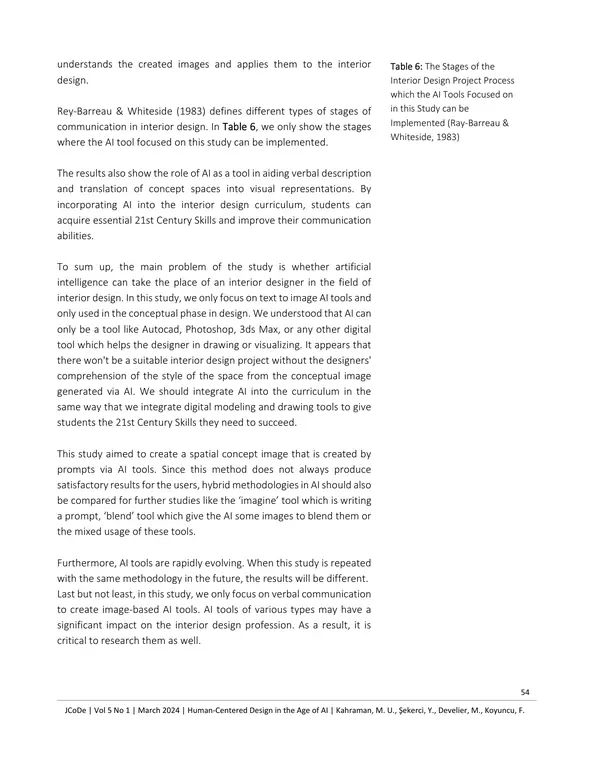 understands the created images and applies them to the interior
design.
Rey-Barreau & Whiteside (1983) defines different types of stages of
communication in interior design. In Table 6, we only show the stages
where the AI tool focused on this study can be implemented.
The results also show the role of AI as a tool in aiding verbal description
and translation of concept spaces into visual representations. By
incorporating AI into the interior design curriculum, students can
acquire essential 21st Century Skills and improve their communication
abilities.
To sum up, the main problem of the study is whether artificial
intelligence can take the place of an interior designer in the field of
interior design. In this study, we only focus on text to image AI tools and
only used in the conceptual phase in design. We understood that AI can
only be a tool like Autocad, Photoshop, 3ds Max, or any other digital
tool which helps the designer in drawing or visualizing. It appears that
there won't be a suitable interior design project without the designers'
comprehension of the style of the space from the conceptual image
generated via AI. We should integrate AI into the curriculum in the
same way that we integrate digital modeling and drawing tools to give
students the 21st Century Skills they need to succeed.
This study aimed to create a spatial concept image that is created by
prompts via AI tools. Since this method does not always produce
satisfactory results for the users, hybrid methodologies in AI should also
be compared for further studies like the ‘imagine’ tool which is writing
a prompt, ‘blend’ tool which give the AI some images to blend them or
the mixed usage of these tools.
Furthermore, AI tools are rapidly evolving. When this study is repeated
with the same methodology in the future, the results will be different.
Last but not least, in this study, we only focus on verbal communication
to create image-based AI tools. AI tools of various types may have a
significant impact on the interior design profession. As a result, it is
critical to research them as well.
Table 6: The Stages of the
Interior Design Project Process
which the AI Tools Focused on
in this Study can be
Implemented (Ray-Barreau &
Whiteside, 1983)
54
JCoDe | Vol 5 No 1 | March 2024 | Human-Centered Design in the Age of AI | Kahraman, M. U., Şekerci, Y., Develier, M., Koyuncu, F.